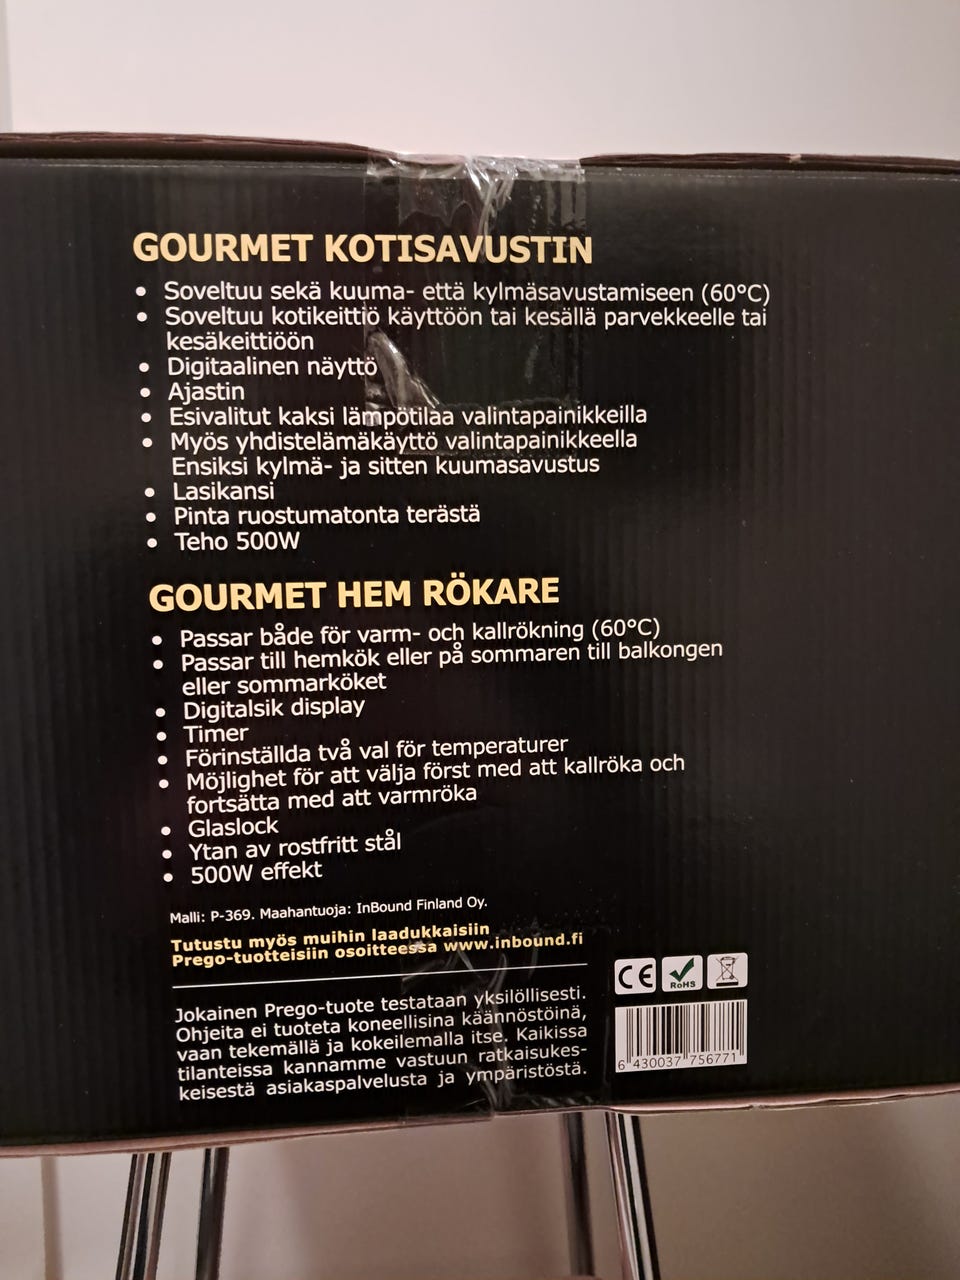 GOURMET KOTISAVUSTIN
• Soveltuu sekä kuuma- että kylmäsavustamiseen (60°C)
• Soveltuu kotikeittiö käyttöön tai kesällä parvekkeelle tai
kesäkeittiöön
• Digitaalinen näyttö
• Ajastin
• Esivalitut kaksi lämpötilaa valintapainikkeilla
• Myös yhdistelämäkäyttö valintapainikkeella
Ensiksi kylmä- ja sitten kuumasavustus
• Lasikansi
• Pinta ruostumatonta terästä
• Teho 500W
GOURMET HEM RÖKARE
• Passar både för varm- och kallrökning (60°C)
• Passar till hemkök eller på sommaren till balkongen
eller sommarköket
• Digitalsik display
• Timer
• Förinställda två val för temperaturer
• Möjlighet för att välja först med att kallröka och
fortsätta med att varmröka
• Glaslock
• Ytan av rostfritt stål
• 500W effekt
Malli: P-369. Maahantuoja: InBound Finland Oy.
Tutustu myös muihin laadukkaisiin
Prego-tuotteisiin osoitteessa www.inbound.fi
Jokainen Prego-tuote testataan yksilöllisesti.
Ohjeita ei tuoteta koneellisina käännöstöinä,
vaan tekemällä ja kokeilemalla itse. Kaikissa
tilanteissa kannamme vastuun ratkaisukes-
keisestä asiakaspalvelusta ja ympäristöstä.
CE RoHS
6 430037 756771